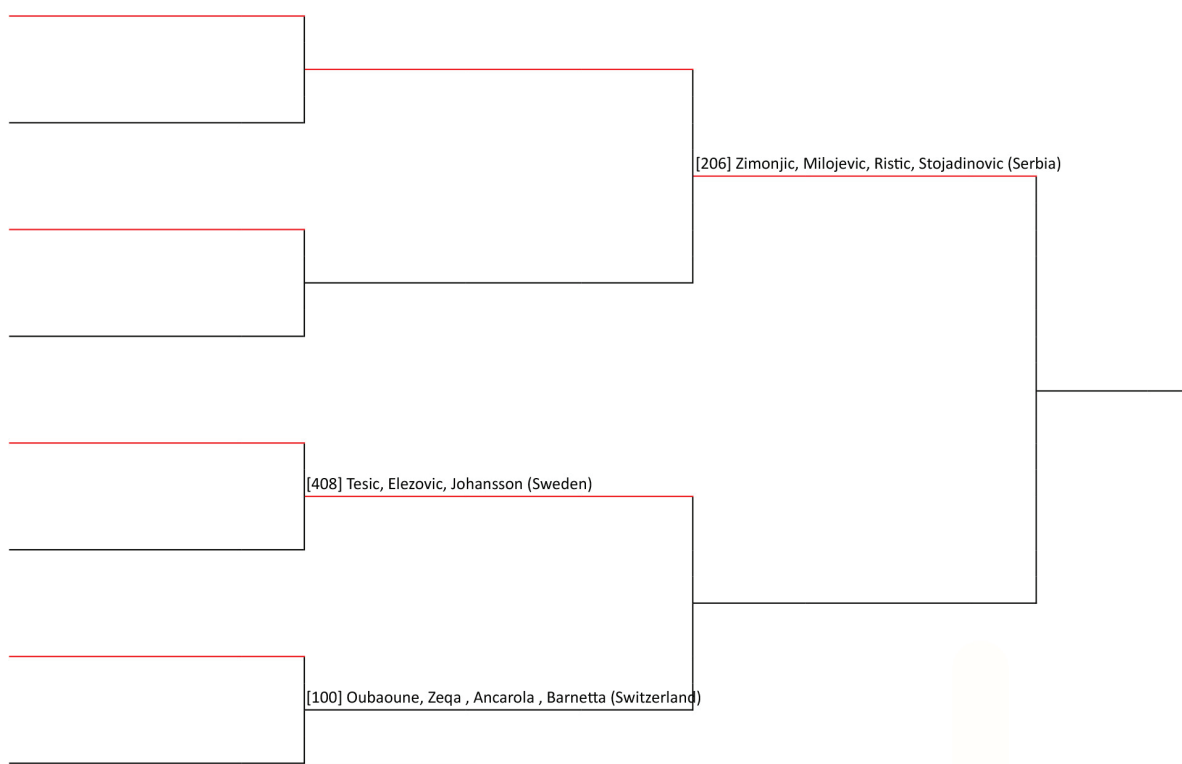 [206] Zimonjic, Milojevic, Ristic, Stojadinovic (Serbia)
[408] Tesic, Elezovic, Johansson (Sweden)
[100] Oubaoune, Zeqa , Ancarola , Barnetta (Switzerland)